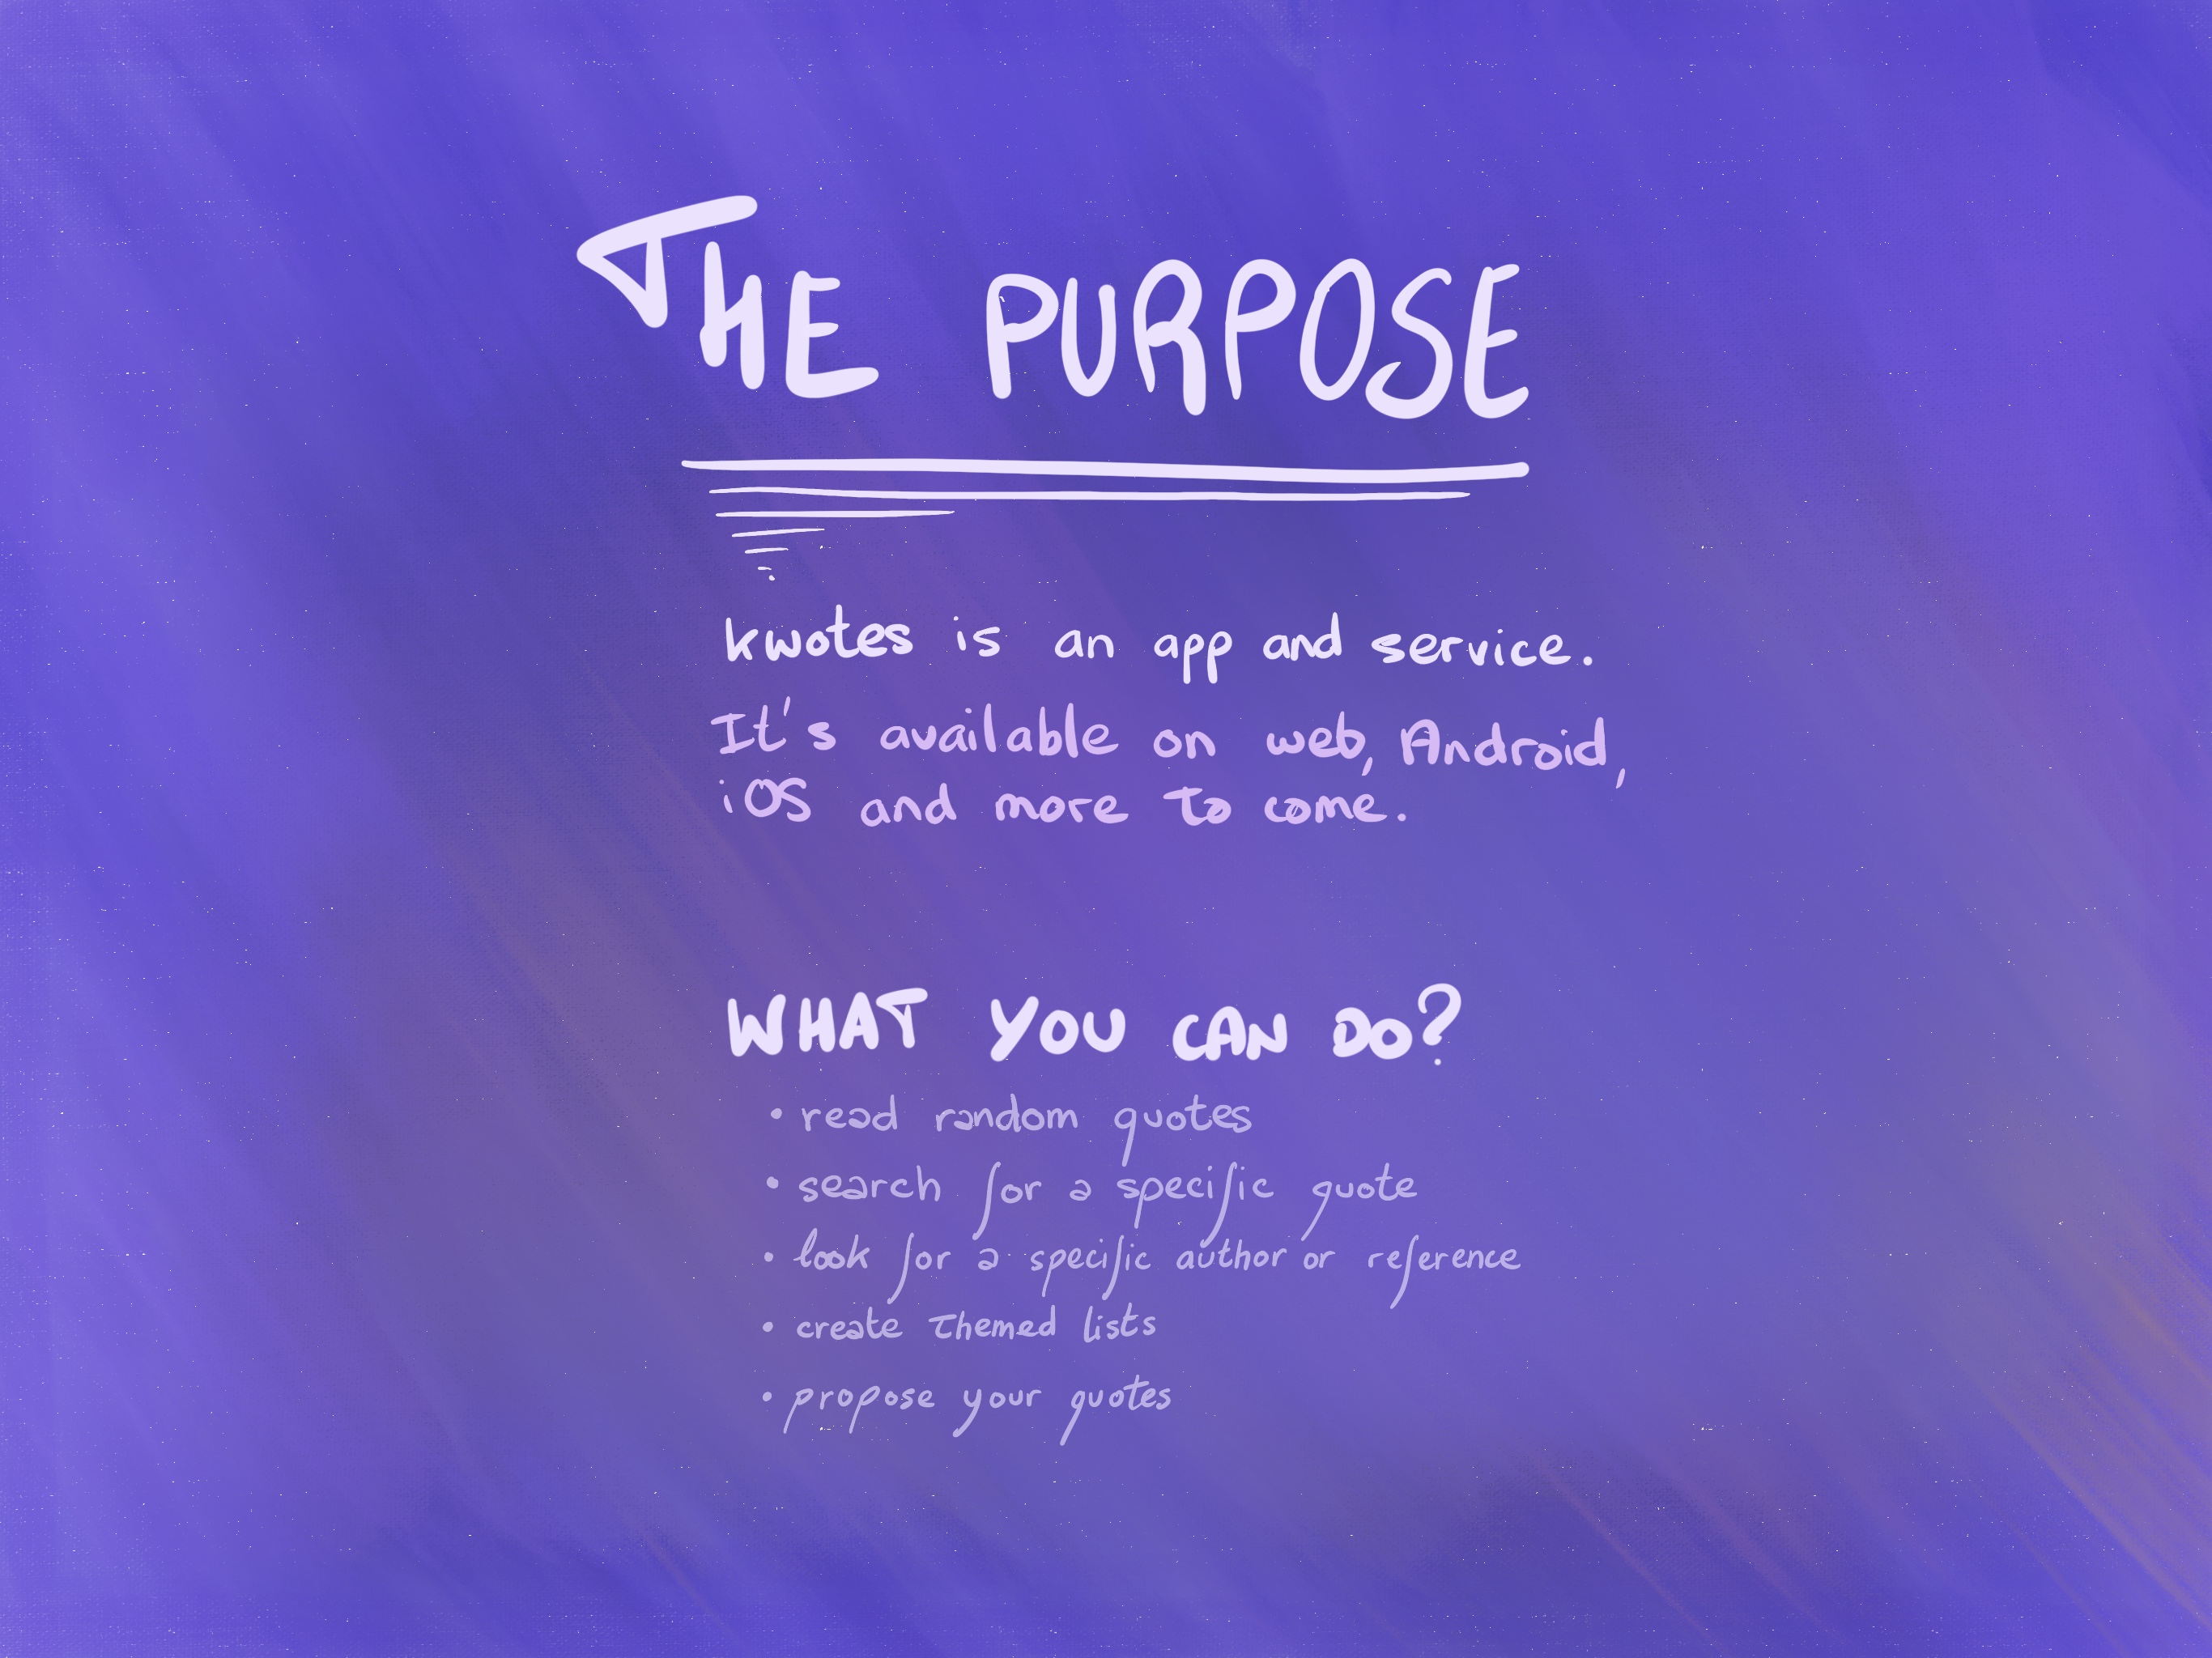 THE PURPOSE
kwotes is an app and service.
It's available on web, Android,
iOS and more to come.
WHAT YOU CAN DO?
• read random quotes
• search for a specific quote
• look for a specific author or reference
• create themed lists
• propose your quotes